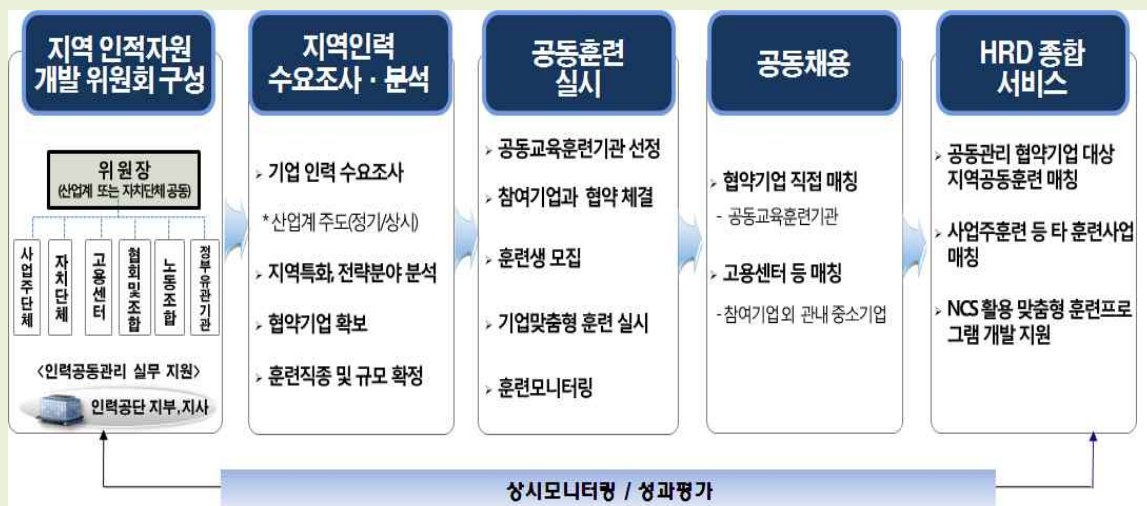 지역 인적자원
개발 위원회 구성
위 원 장
(산업계 또는 자치단체 공동)
사업주단체
자치단체
고용센터
협회및조합
노동조합
정부유관기관
<인력공동관리 실무 지원>
인력공단 지부,지사
지역인력
수요조사·분석
➢ 기업 인력 수요조사
* 산업계 주도(정기/상시)
➢ 지역특화, 전략분야 분석
➢ 협약기업 확보
➢ 훈련직종 및 규모 확정
공동훈련
실시
➢ 공동교육훈련기관 선정
➢ 참여기업과 협약 체결
➢ 훈련생 모집
➢ 기업맞춤형 훈련 실시
➢ 훈련모니터링
공동채용
➢ 협약기업 직접 매칭
- 공동교육훈련기관
➢ 고용센터 등 매칭
- 참여기업 외 관내 중소기업
HRD 종합
서비스
➢ 공동관리 협약기업 대상
지역공동훈련 매칭
➢ 사업주훈련 등 타 훈련사업
매칭
➢ NCS 활용 맞춤형 훈련프로
그램 개발 지원
상시모니터링 / 성과평가